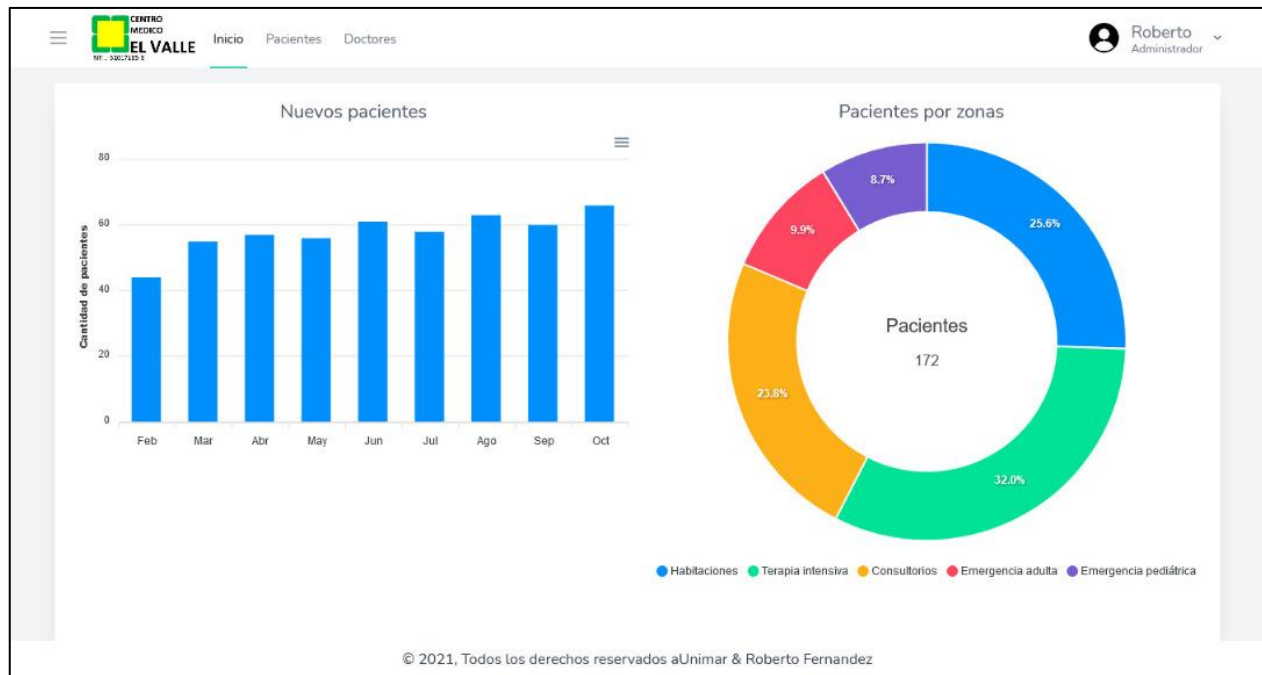 CENTRO
MEDICO
EL VALLE
Inicio Pacientes Doctores
Roberto
Administrador
Nuevos pacientes
80
60
40
20
0
Cantidad de pacientes
Feb Mar Abr May Jun Jul Ago Sep Oct
Pacientes por zonas
8.7%
25.6%
9.9%
23.8%
32.0%
Pacientes
172
Habitaciones Terapia intensiva Consultorios Emergencia adulta Emergencia pediátrica
© 2021, Todos los derechos reservados aUnimar & Roberto Fernandez